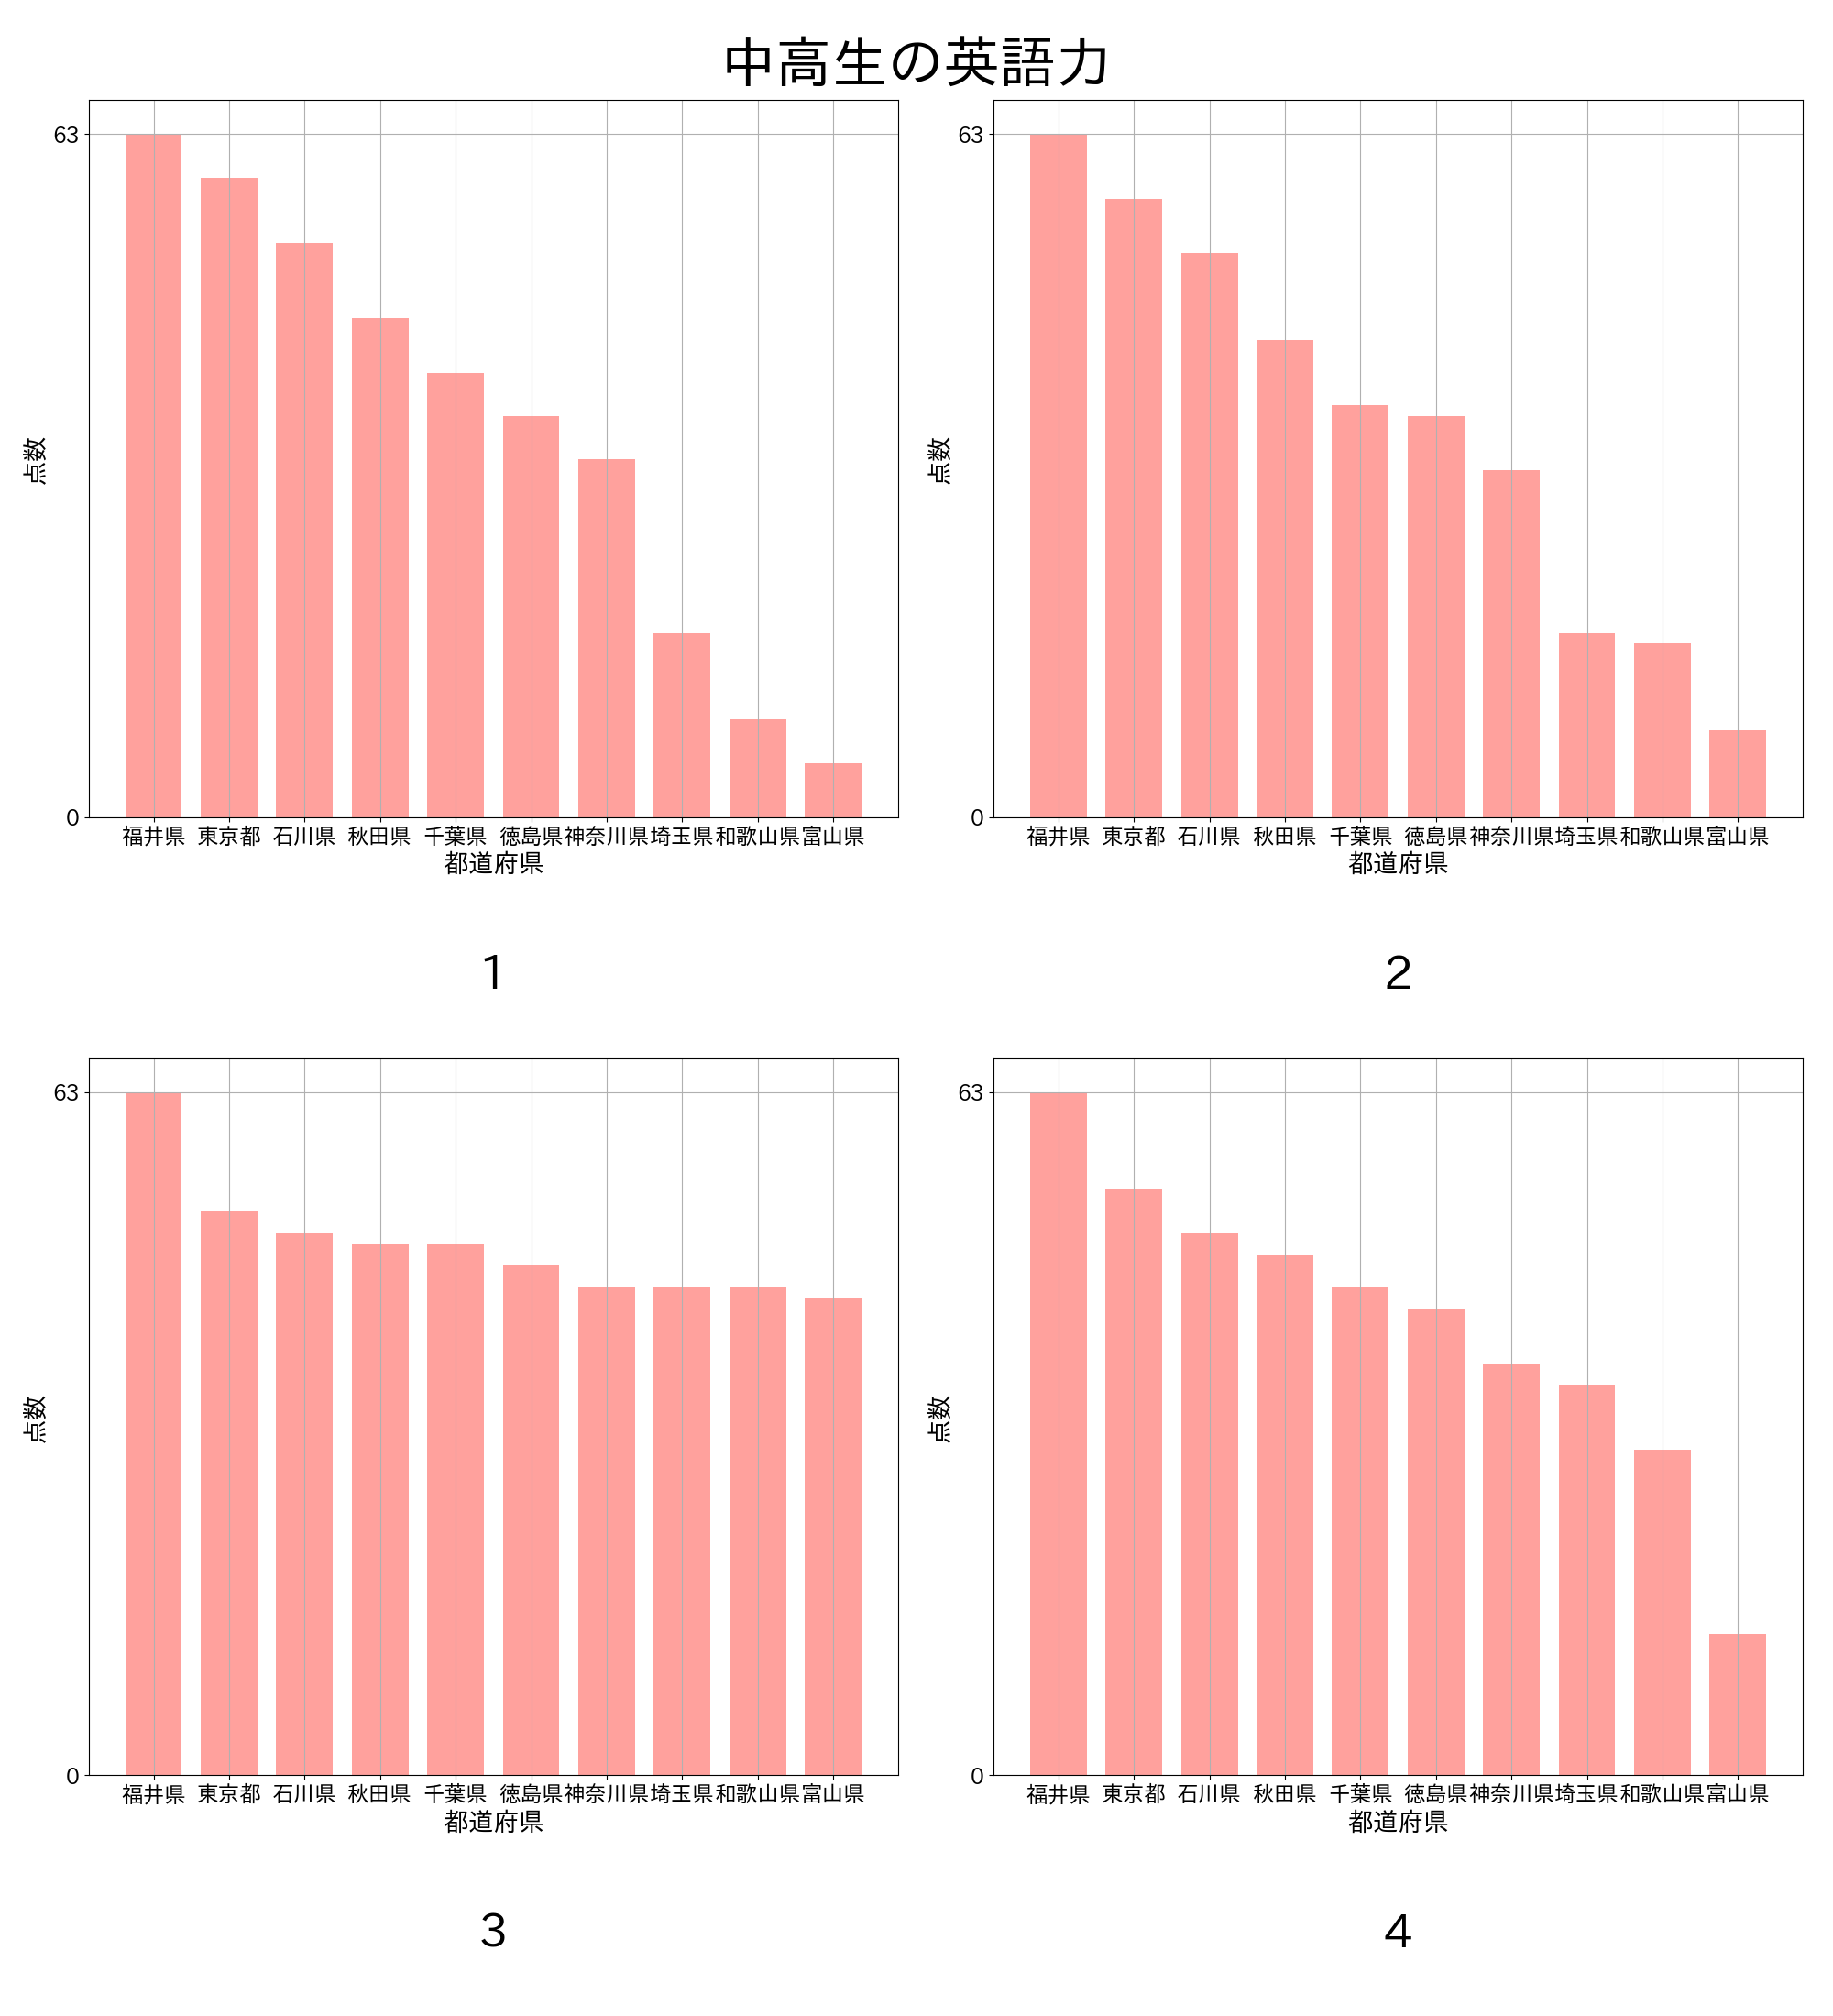 中高生の英語力
63
0
点数
福井県 東京都 石川県 秋田県 千葉県 徳島県 神奈川県 埼玉県 和歌山県 富山県
都道府県
1
63
0
点数
福井県 東京都 石川県 秋田県 千葉県 徳島県 神奈川県 埼玉県 和歌山県 富山県
都道府県
2
63
0
点数
福井県 東京都 石川県 秋田県 千葉県 徳島県 神奈川県 埼玉県 和歌山県 富山県
都道府県
3
63
0
点数
福井県 東京都 石川県 秋田県 千葉県 徳島県 神奈川県 埼玉県 和歌山県 富山県
都道府県
4